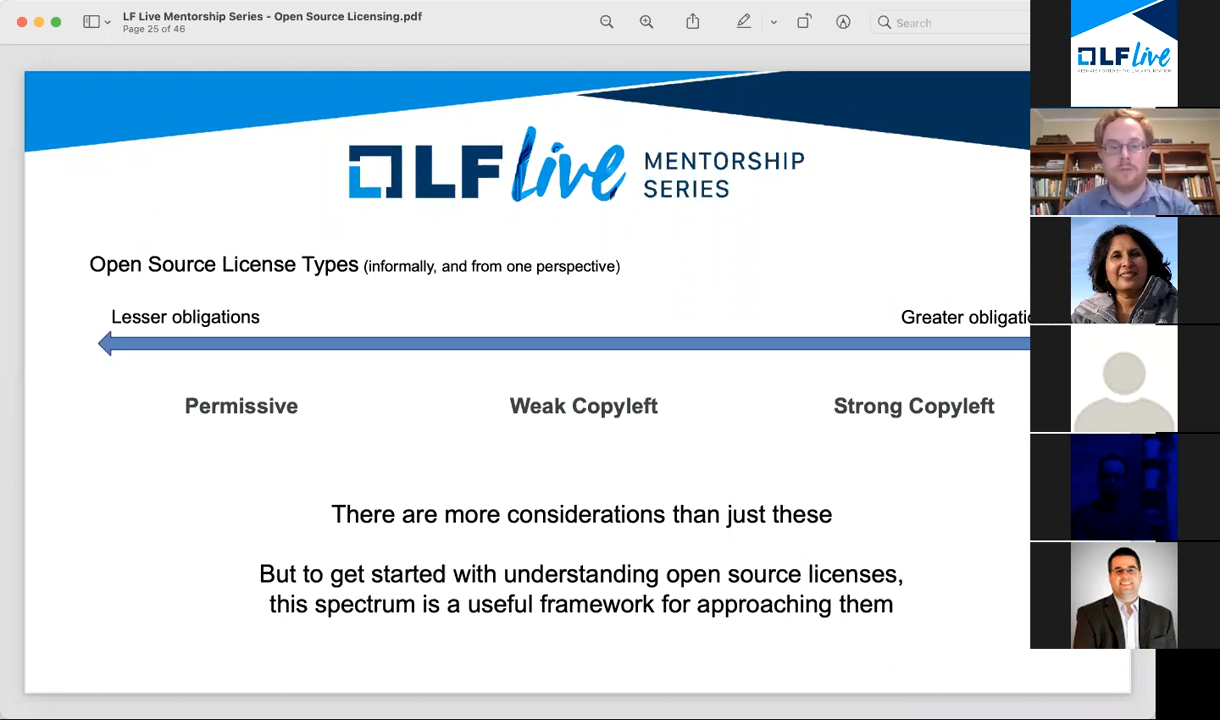 LF Live Mentorship Series - Open Source Licensing.pdf
Page 25 of 46
Search
LF live
LF live MENTORSHIP
SERIES
Open Source License Types (informally, and from one perspective)
Lesser obligations
Greater obligatio
Permissive
Weak Copyleft
Strong Copyleft
There are more considerations than just these
But to get started with understanding open source licenses,
this spectrum is a useful framework for approaching them